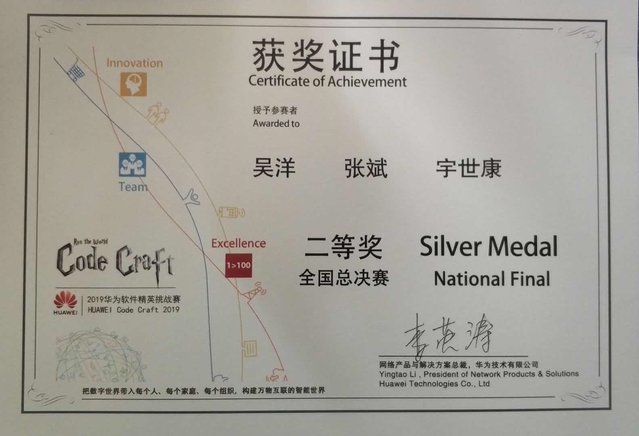 获奖证书
Certificate of Achievement
Innovation
授予参赛者
Awarded to
吴洋 张斌 宇世康
Team
Excellence
1>100
二等奖 Silver Medal
全国总决赛 National Final
Run the World
Code Craft
HUAWEI
2019华为软件精英挑战赛
HUAWEI Code Craft 2019
李英涛
网络产品与解决方案总裁，华为技术有限公司
Yingtao Li , President of Network Products & Solutions
Huawei Technologies Co., Ltd
把数字世界带入每个人、每个家庭、每个组织，构建万物互联的智能世界